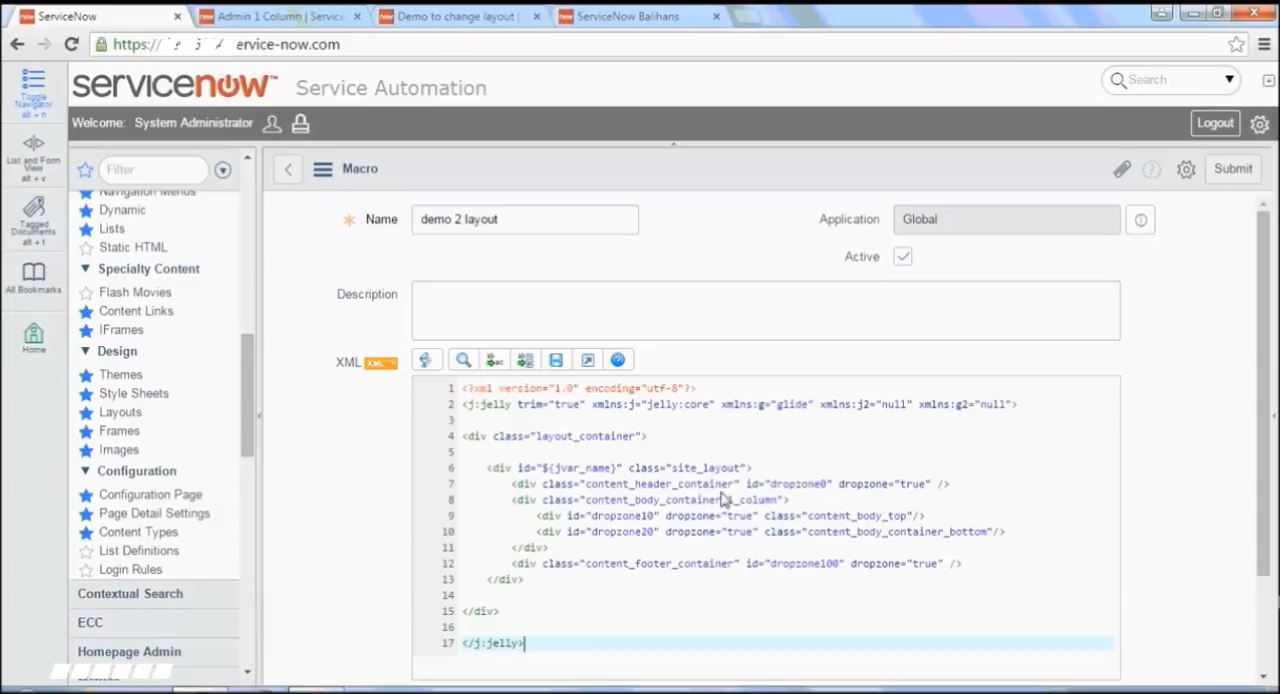 ServiceNow
Admin 1 Column | Service
Demo to change layout |
ServiceNow Balihans
https://
ervice-now.com
servicenow™ Service Automation
Search
Welcome: System Administrator
Logout
Toggle Navigator alt + n
List and Form View alt + v
Tagged Documents alt + t
All Bookmarks
Home
Filter
Navigation Menus
Dynamic
Lists
Static HTML
Specialty Content
Flash Movies
Content Links
IFrames
Design
Themes
Style Sheets
Layouts
Frames
Images
Configuration
Configuration Page
Page Detail Settings
Content Types
List Definitions
Login Rules
Contextual Search
ECC
Homepage Admin
Macro
Submit
Name
demo 2 layout
Application
Global
Active
Description
XML
1 <?xml version="1.0" encoding="utf-8"?>
2 <j:jelly trim="true" xmlns:j="jelly:core" xmlns:g="glide" xmlns:j2="null" xmlns:g2="null">
3
4 <div class="layout_container">
5
6 <div id="${jvar_name}" class="site_layout">
7 <div class="content_header_container" id="dropzone0" dropzone="true" />
8 <div class="content_body_container _column">
9 <div id="dropzone10" dropzone="true" class="content_body_top"/>
10 <div id="dropzone20" dropzone="true" class="content_body_container_bottom"/>
11 </div>
12 <div class="content_footer_container" id="dropzone100" dropzone="true" />
13 </div>
14
15 </div>
16
17 </j:jelly>